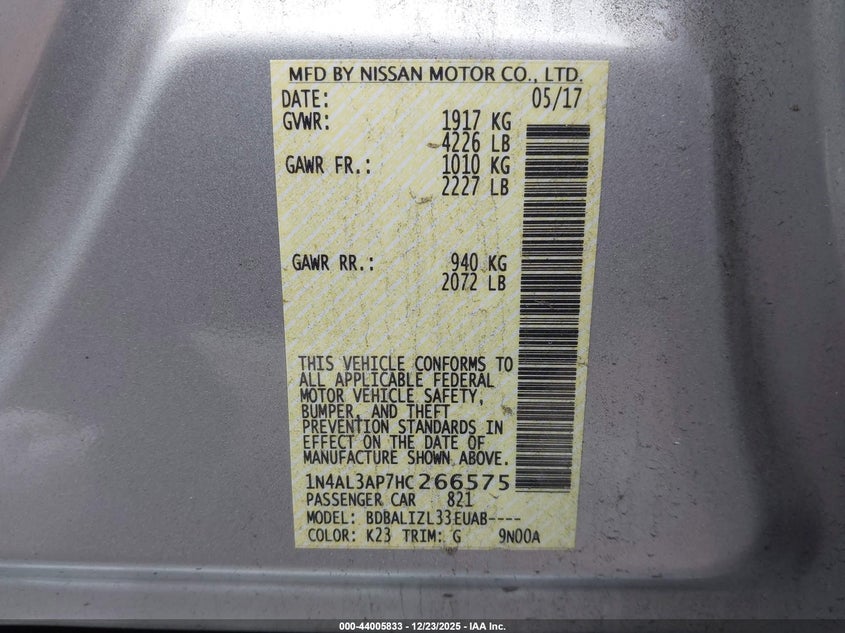 MFD BY NISSAN MOTOR CO., LTD.
DATE: 05/17
GVWR: 1917 KG
4226 LB
GAWR FR.: 1010 KG
2227 LB
GAWR RR.: 940 KG
2072 LB
THIS VEHICLE CONFORMS TO
ALL APPLICABLE FEDERAL
MOTOR VEHICLE SAFETY,
BUMPER, AND THEFT
PREVENTION STANDARDS IN
EFFECT ON THE DATE OF
MANUFACTURE SHOWN ABOVE.
1N4AL3AP7HC266575
PASSENGER CAR 821
MODEL: BDBALIZL33EUAB----
COLOR: K23 TRIM: G 9N00A
000-44005833 - 12/23/2025 - IAA Inc.